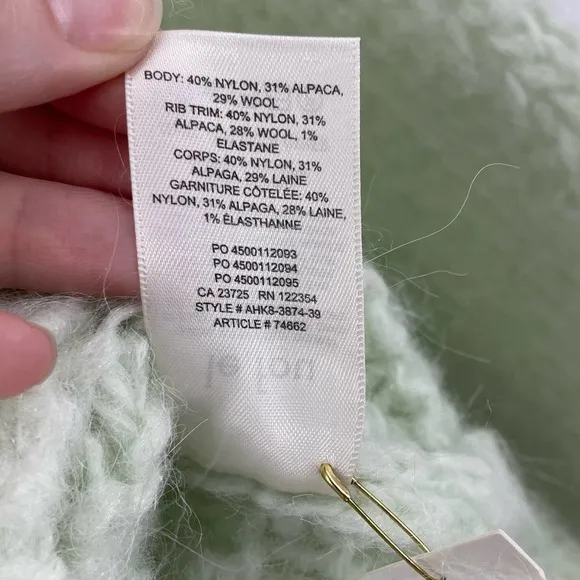 BODY: 40% NYLON, 31% ALPACA,
29% WOOL
RIB TRIM: 40% NYLON, 31%
ALPACA, 28% WOOL, 1%
ELASTANE
CORPS: 40% NYLON, 31%
ALPAGA, 29% LAINE
GARNITURE CÔTELÉE: 40%
NYLON, 31% ALPAGA, 28% LAINE,
1% ÉLASTHANNE
PO 4500112093
PO 4500112094
PO 4500112095
CA 23725 RN 122354
STYLE # AHK8-3874-39
ARTICLE # 74662